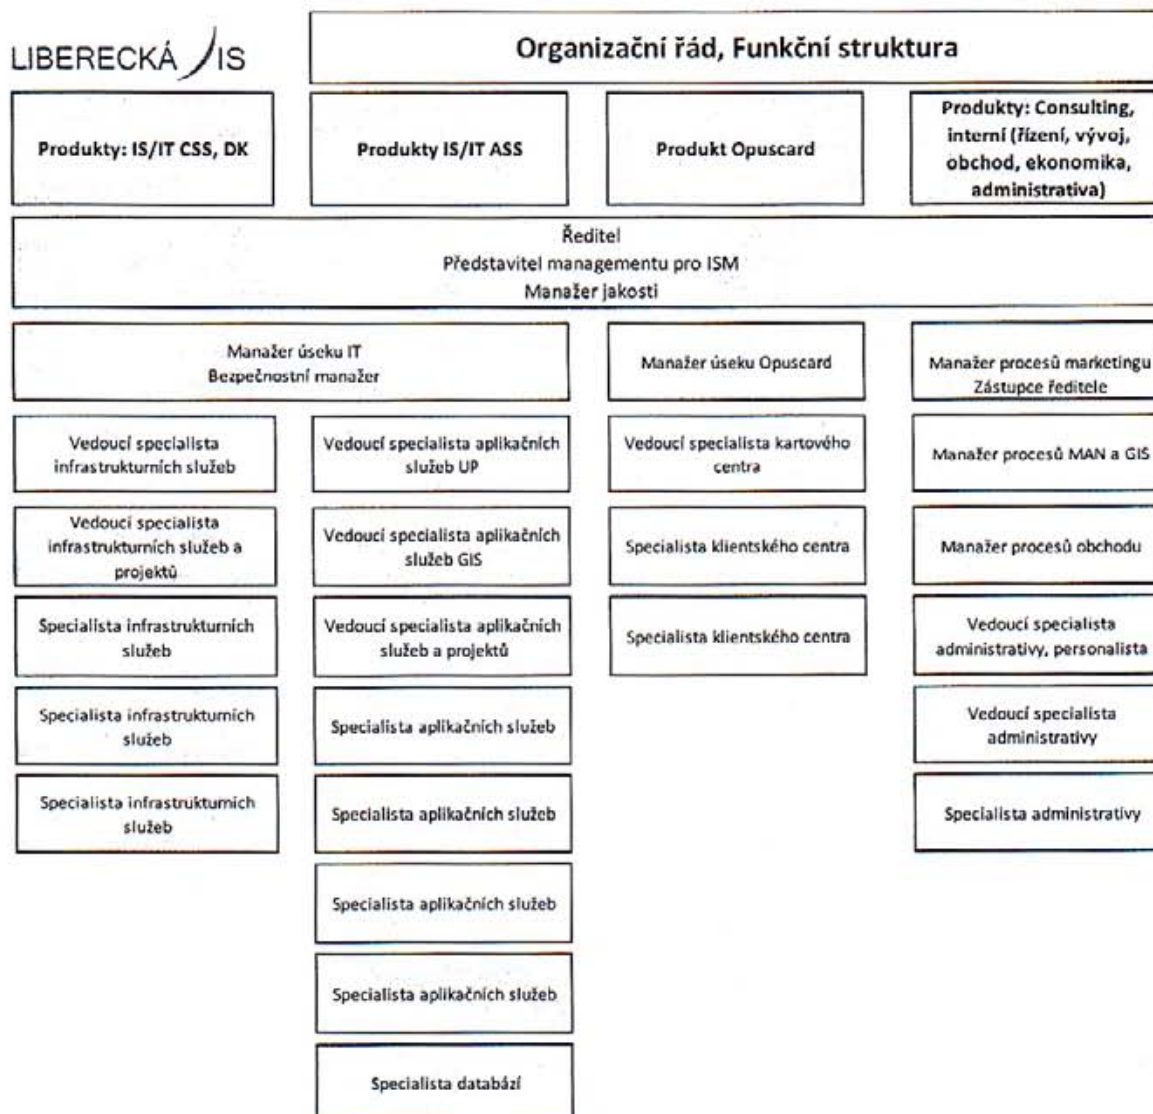 LIBERECKÁ IS
Organizační řád, Funkční struktura
Produkty: IS/IT CSS, DK
Produkty IS/IT ASS
Produkt Opuscard
Produkty: Consulting,
interní (řízení, vývoj,
obchod, ekonomika,
administrativa)
Ředitel
Představitel managementu pro ISM
Manažer jakosti
Manažer úseku IT
Bezpečnostní manažer
Manažer úseku Opuscard
Manažer procesů marketingu
Zástupce ředitele
Vedoucí specialista
infrastrukturních služeb
Vedoucí specialista aplikačních
služeb UP
Vedoucí specialista kartového
centra
Manažer procesů MAN a GIS
Vedoucí specialista
infrastrukturních služeb a
projektů
Vedoucí specialista aplikačních
služeb GIS
Specialista klientského centra
Manažer procesů obchodu
Specialista infrastrukturních
služeb
Vedoucí specialista aplikačních
služeb a projektů
Specialista klientského centra
Vedoucí specialista
administrativy, personalista
Specialista infrastrukturních
služeb
Specialista aplikačních služeb
Vedoucí specialista
administrativy
Specialista infrastrukturních
služeb
Specialista aplikačních služeb
Specialista administrativy
Specialista aplikačních služeb
Specialista aplikačních služeb
Specialista databází